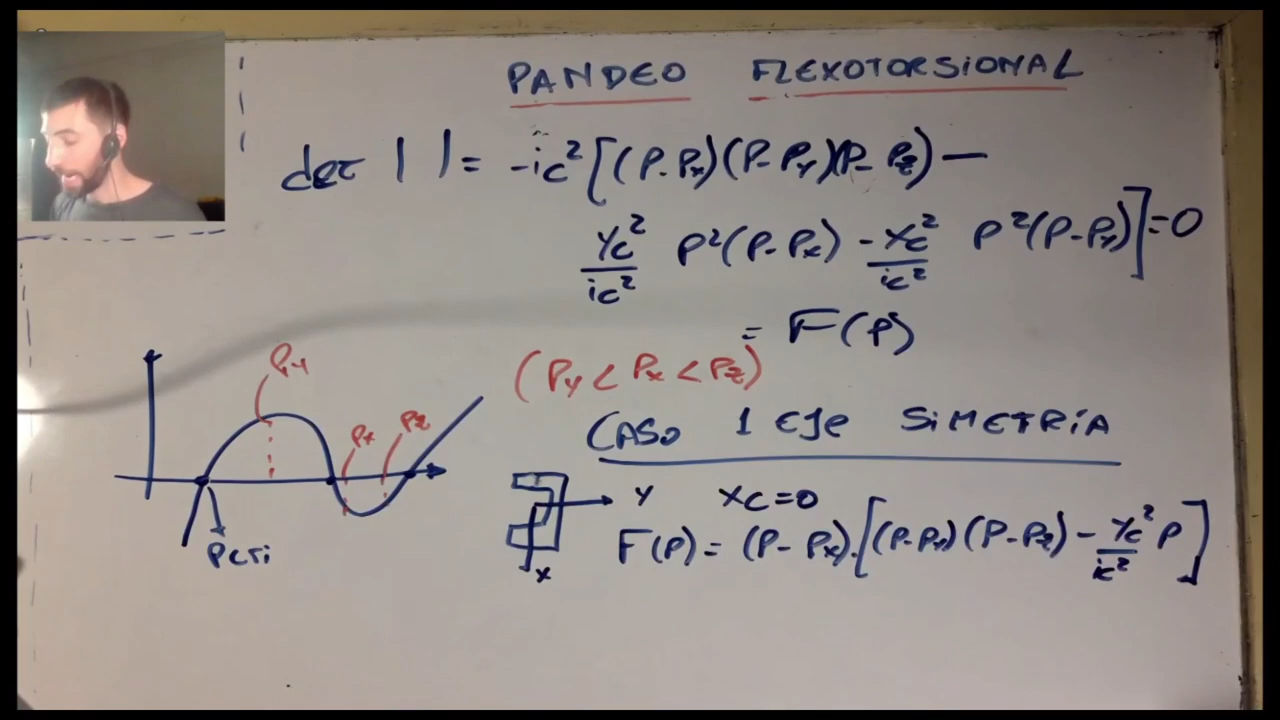 PANDEO FLEXOTORSIONAL
det | | = -ic² [(P-Px)(P-Py)(P-Pz) —
yc²/ic² P²(P-Px) - xc²/ic² P²(P-Py)] = 0
= F(P)
(Py < Px < Pz)
CASO 1 EJE SIMETRÍA
Py
Px
Pz
Pcri
y
xc=0
x
F(P) = (P-Px).[(P-Py)(P-Pz) - yc²/ic² P]